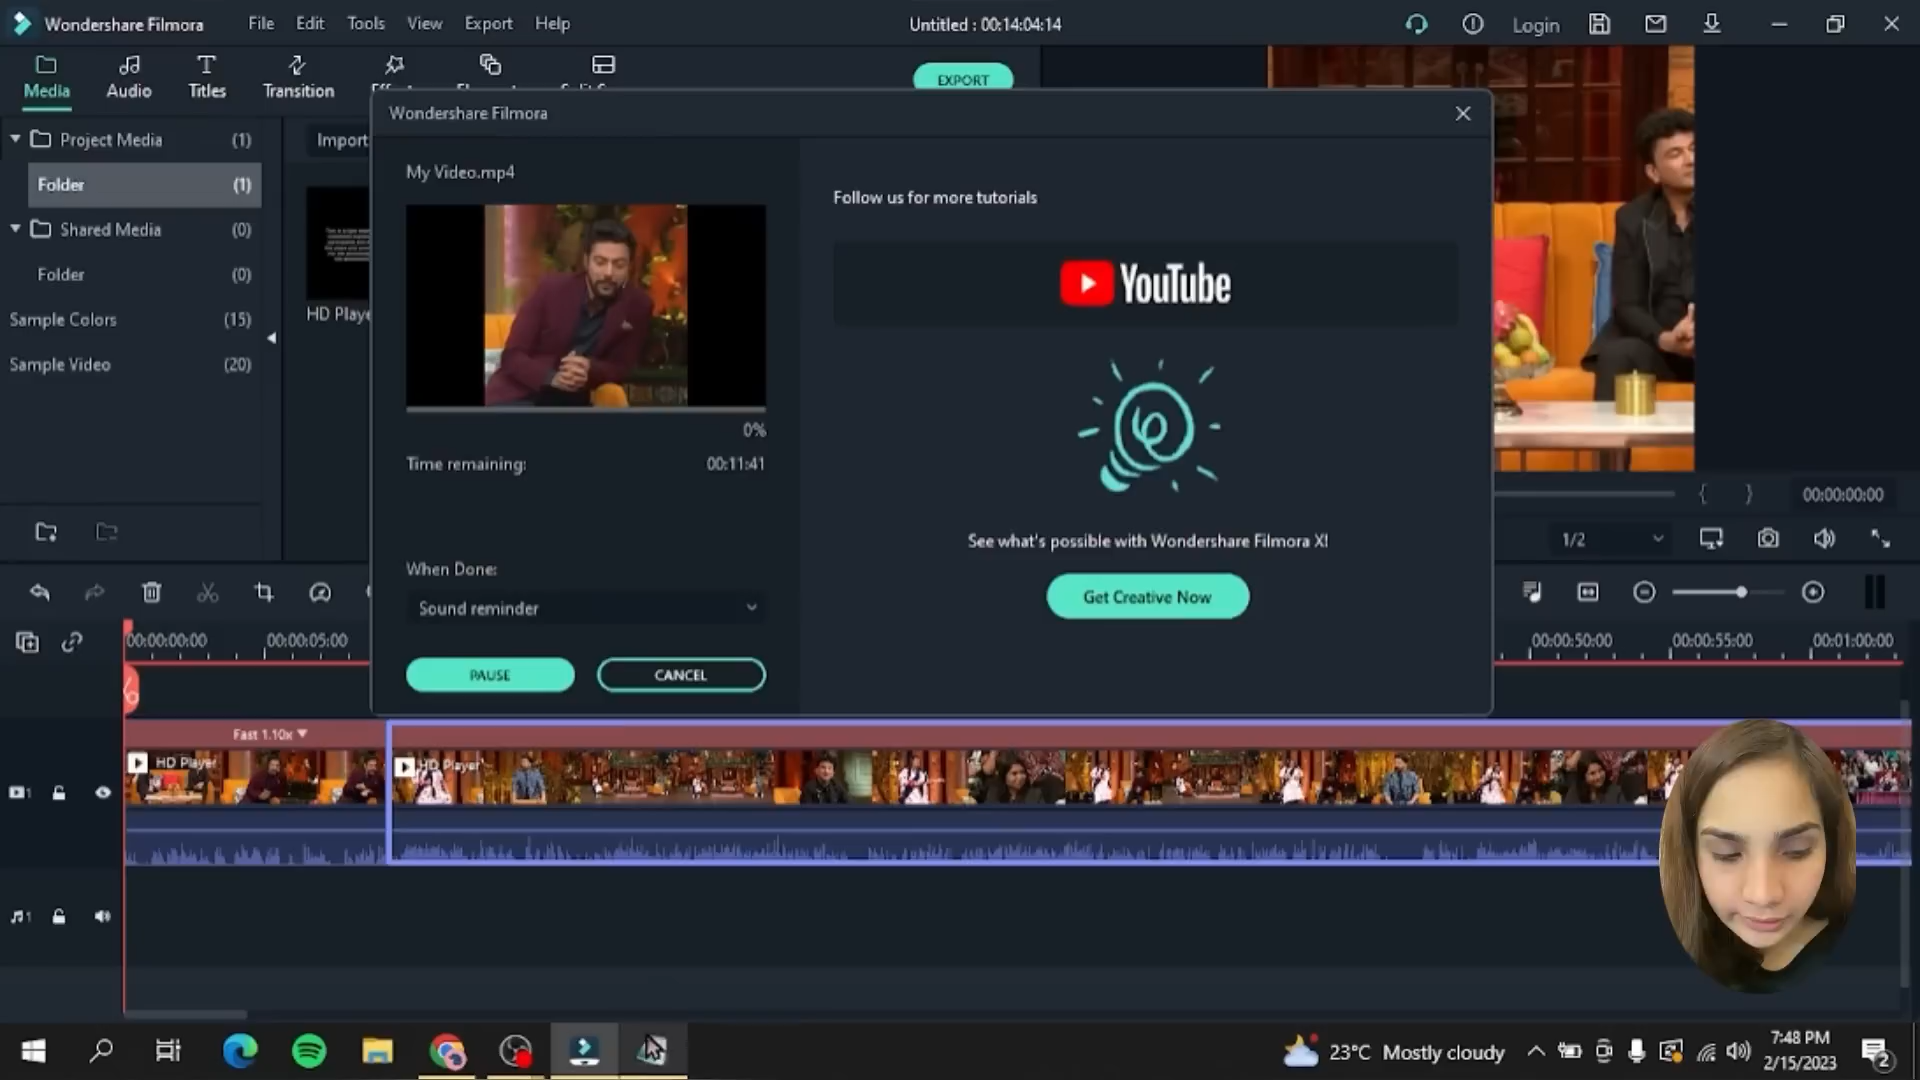 Wondershare Filmora
File Edit Tools View Export Help
Untitled : 00:14:04:14
Login
Media Audio Titles Transition
EXPORT
Wondershare Filmora
Project Media (1)
Import
Folder (1)
Shared Media (0)
Folder (0)
Sample Colors (15)
Sample Video (20)
HD Playe
My Video.mp4
0%
Time remaining: 00:11:41
When Done:
Sound reminder
PAUSE CANCEL
Follow us for more tutorials
YouTube
See what's possible with Wondershare Filmora X!
Get Creative Now
00:00:00:00
1/2
00:00:00:00 00:00:05:00 00:00:50:00 00:00:55:00 00:01:00:00
Fast 1.10x
HD Player
HD Player
1
1
23°C Mostly cloudy
7:48 PM
2/15/2023
2